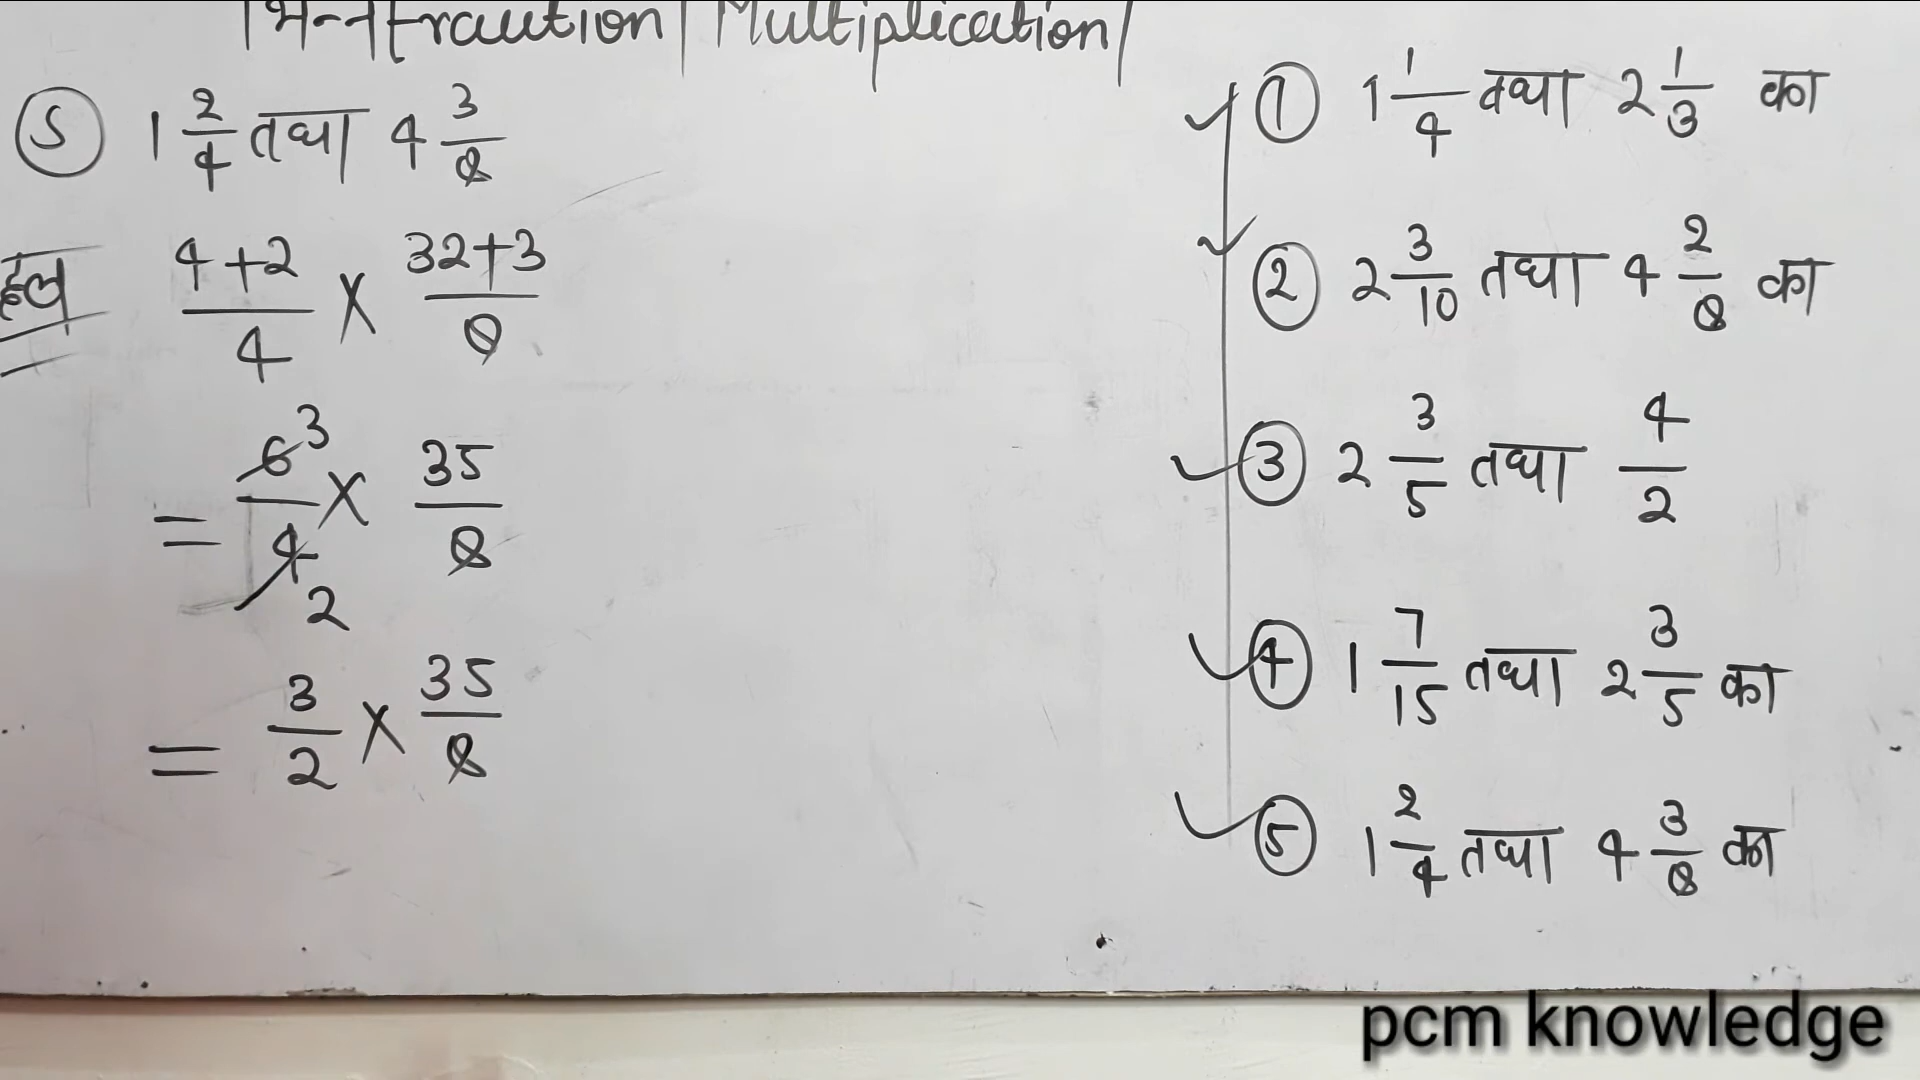 भिन्न Fraction / Multiplication /
⑤ 1 2/4 तथा 4 3/8
हल 4+2/4 × 32+3/8
= 6/4 3/2 × 35/8
= 3/2 × 35/8
① 1 1/4 तथा 2 1/3 का
② 2 3/10 तथा 4 2/8 का
③ 2 3/5 तथा 4/2
④ 1 7/15 तथा 2 3/5 का
⑤ 1 2/4 तथा 4 3/8 का
pcm knowledge